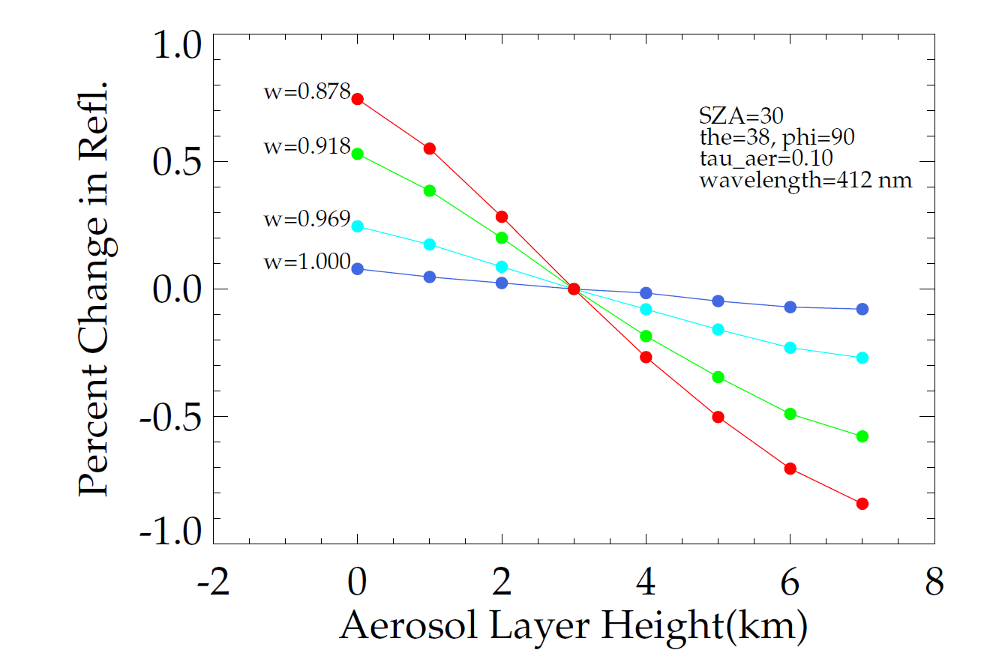 1.0
0.5
0.0
-0.5
-1.0
Percent Change in Refl.
w=0.878
w=0.918
w=0.969
w=1.000
SZA=30
the=38, phi=90
tau_aer=0.10
wavelength=412 nm
-2 0 2 4 6 8
Aerosol Layer Height(km)